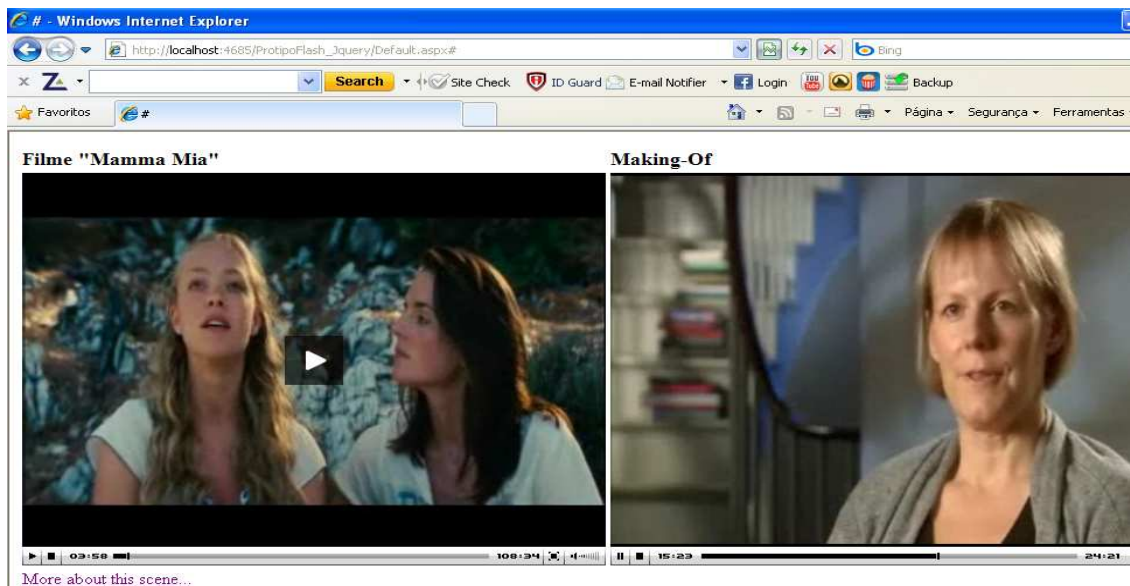 # - Windows Internet Explorer
http://localhost:4685/ProtipoFlash_Jquery/Default.aspx#
Bing
Search
Site Check
ID Guard
E-mail Notifier
Login
You
Tube
Backup
Favoritos
#
Página
Segurança
Ferramentas
Filme "Mamma Mia"
Making-Of
03:58
108:34
15:23
24:21
More about this scene...